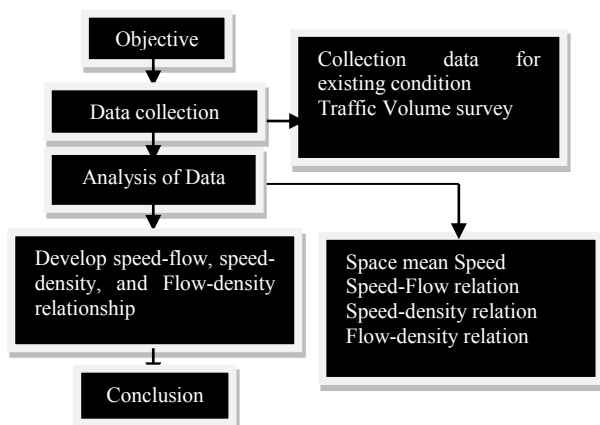 Objective
Collection data for
existing condition
Traffic Volume survey
Data collection
Analysis of Data
Develop speed-flow, speed-
density, and Flow-density
relationship
Space mean Speed
Speed-Flow relation
Speed-density relation
Flow-density relation
Conclusion